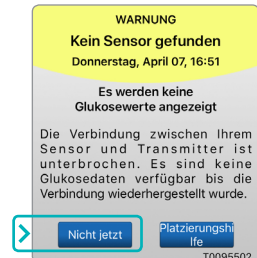 WARNUNG
Kein Sensor gefunden
Donnerstag, April 07, 16:51
Es werden keine
Glukosewerte angezeigt
Die Verbindung zwischen Ihrem
Sensor und Transmitter ist
unterbrochen. Es sind keine
Glukosedaten verfügbar bis die
Verbindung wiederhergestellt wurde.
Nicht jetzt
Platzierungshi
lfe
T0095502